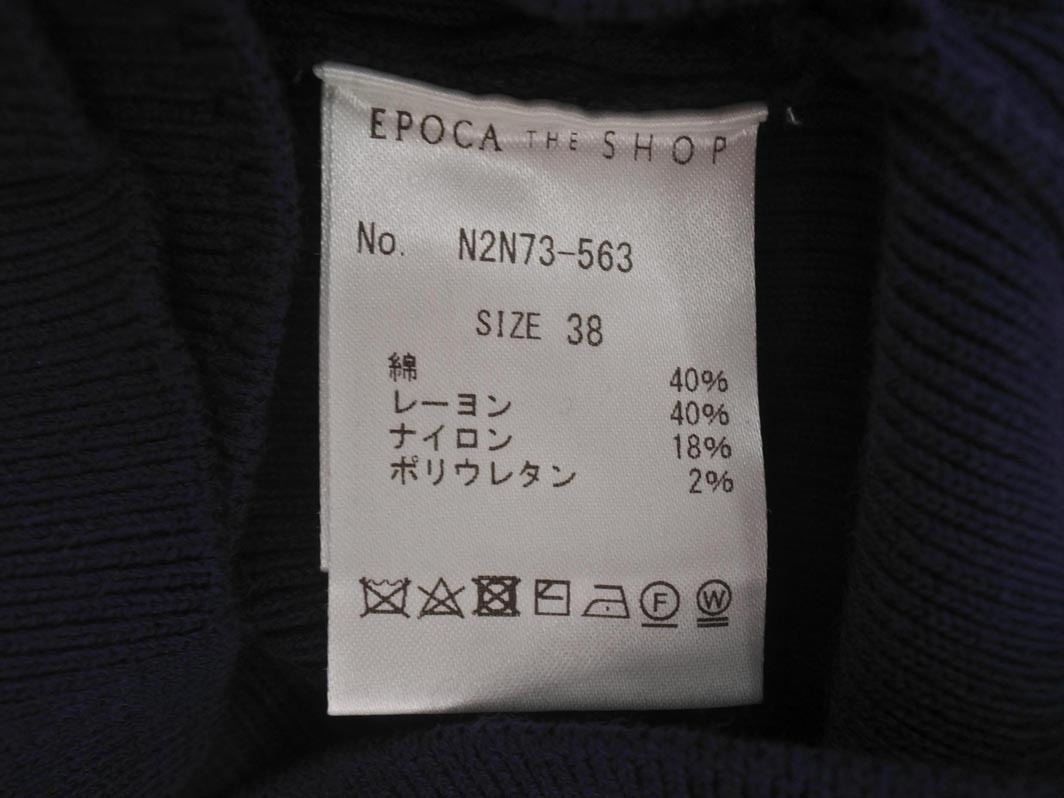 EPOCA THE SHOP
No. N2N73-563
SIZE 38
綿 40%
レーヨン 40%
ナイロン 18%
ポリウレタン 2%
F W